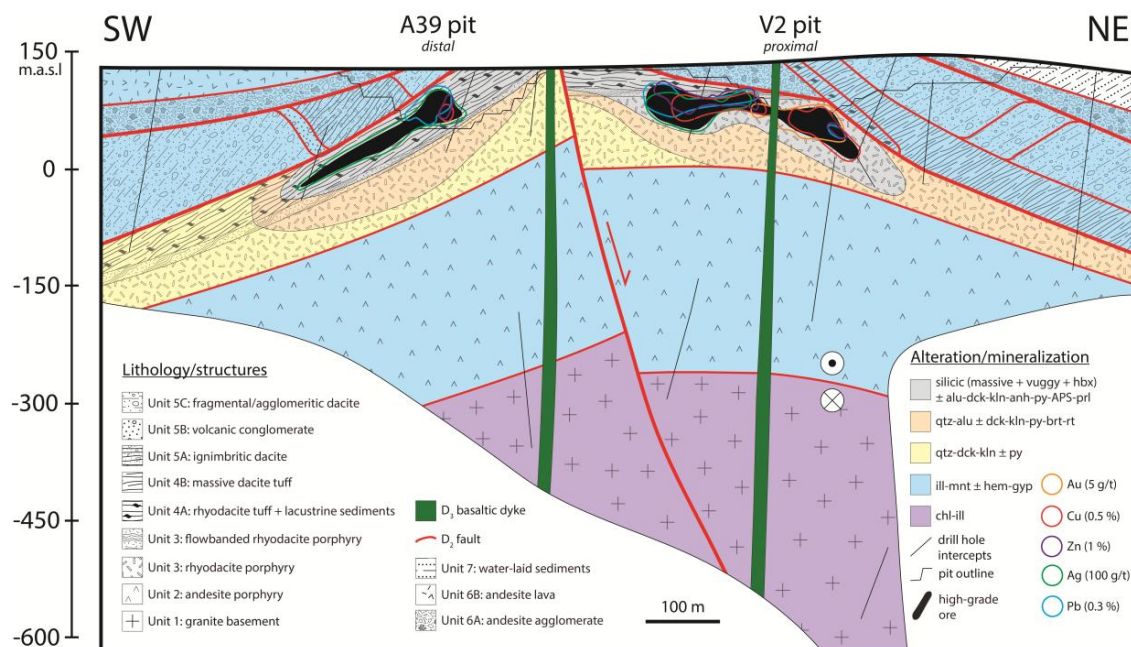 SW
A39 pit
distal
V2 pit
proximal
NE
150
m.a.s.l
0
-150
-300
-450
-600
Lithology/structures
Unit 5C: fragmental/agglomeritic dacite
Unit 5B: volcanic conglomerate
Unit 5A: ignimbritic dacite
Unit 4B: massive dacite tuff
Unit 4A: rhyodacite tuff + lacustrine sediments
Unit 3: flowbanded rhyodacite porphyry
Unit 3: rhyodacite porphyry
Unit 2: andesite porphyry
Unit 1: granite basement
D₃ basaltic dyke
D₂ fault
Unit 7: water-laid sediments
Unit 6B: andesite lava
Unit 6A: andesite agglomerate
100 m
Alteration/mineralization
silicic (massive + vuggy + hbx)
± alu-dck-kln-anh-py-APS-prl
qtz-alu ± dck-kln-py-brt-rt
qtz-dck-kln ± py
ill-mnt ± hem-gyp
chl-ill
drill hole
intercepts
pit outline
high-grade
ore
Au (5 g/t)
Cu (0.5 %)
Zn (1 %)
Ag (100 g/t)
Pb (0.3 %)